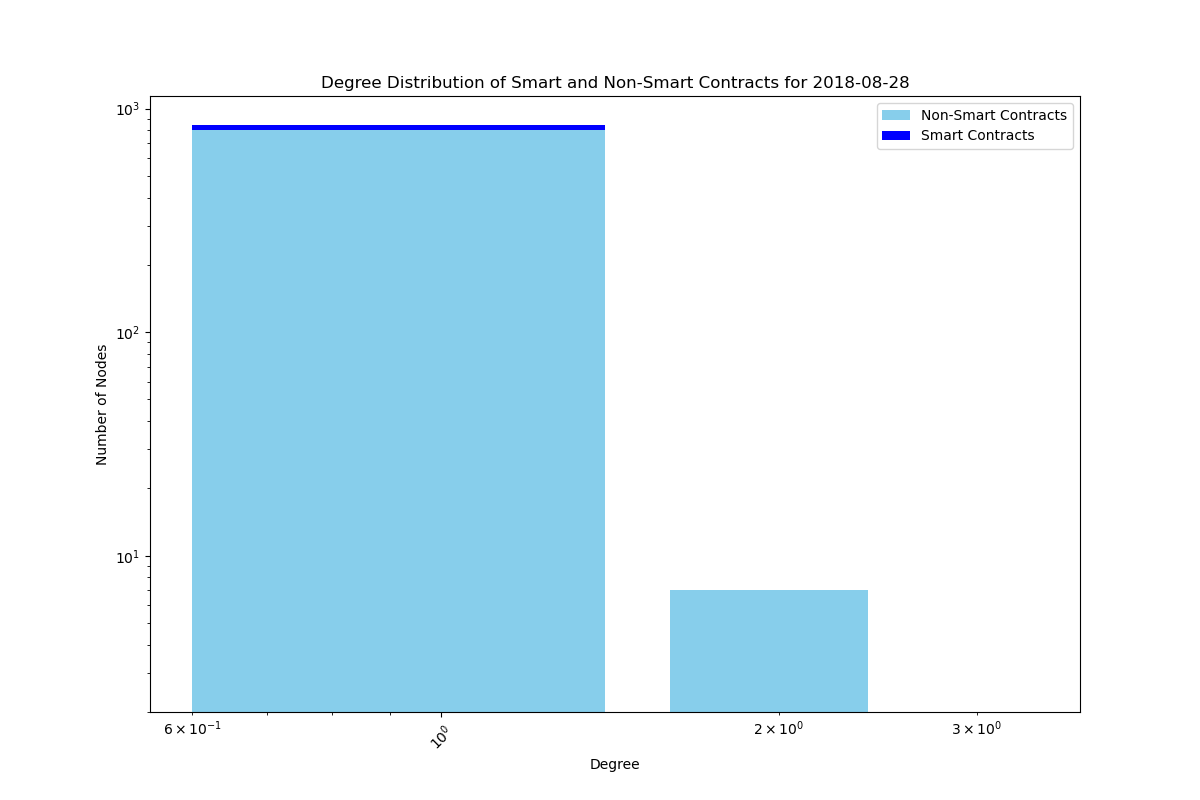 Degree Distribution of Smart and Non-Smart Contracts for 2018-08-28
Non-Smart Contracts
Smart Contracts
Number of Nodes
10³
10²
10¹
6 × 10⁻¹
10⁰
2 × 10⁰
3 × 10⁰
Degree